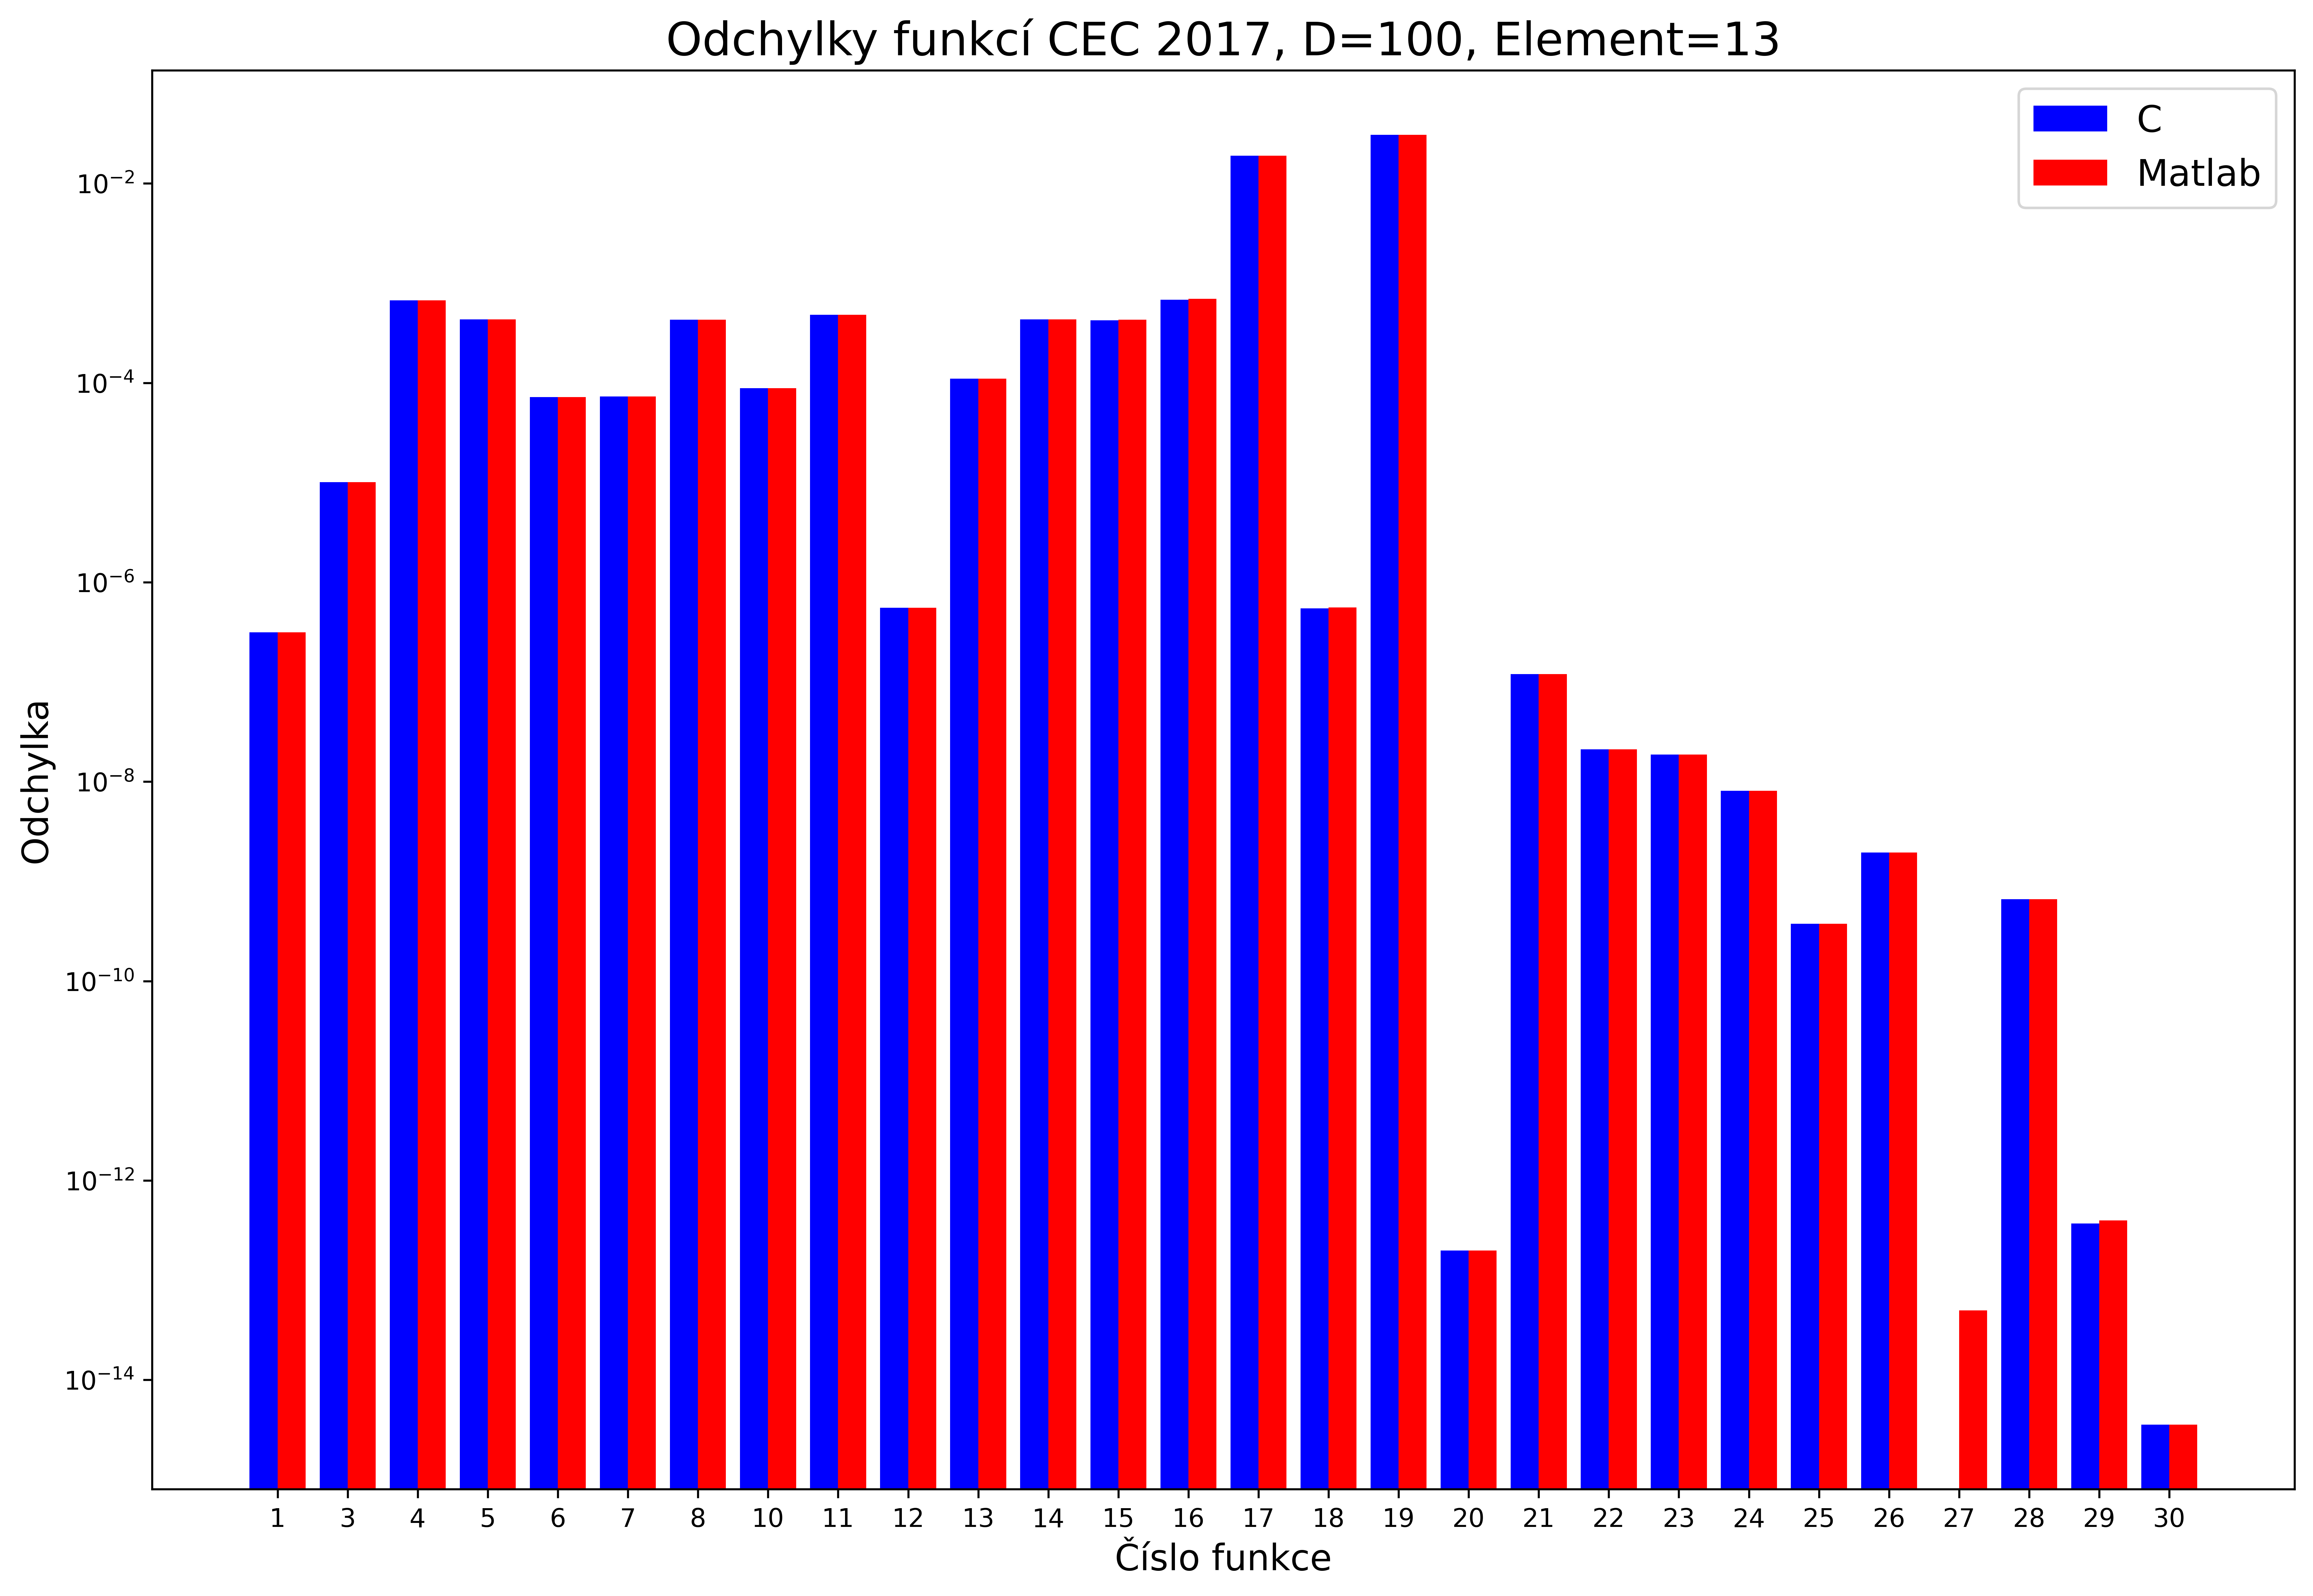 Odchylky funkcí CEC 2017, D=100, Element=13
C
Matlab
Odchylka
10⁻²
10⁻⁴
10⁻⁶
10⁻⁸
10⁻¹⁰
10⁻¹²
10⁻¹⁴
1 3 4 5 6 7 8 10 11 12 13 14 15 16 17 18 19 20 21 22 23 24 25 26 27 28 29 30
Číslo funkce